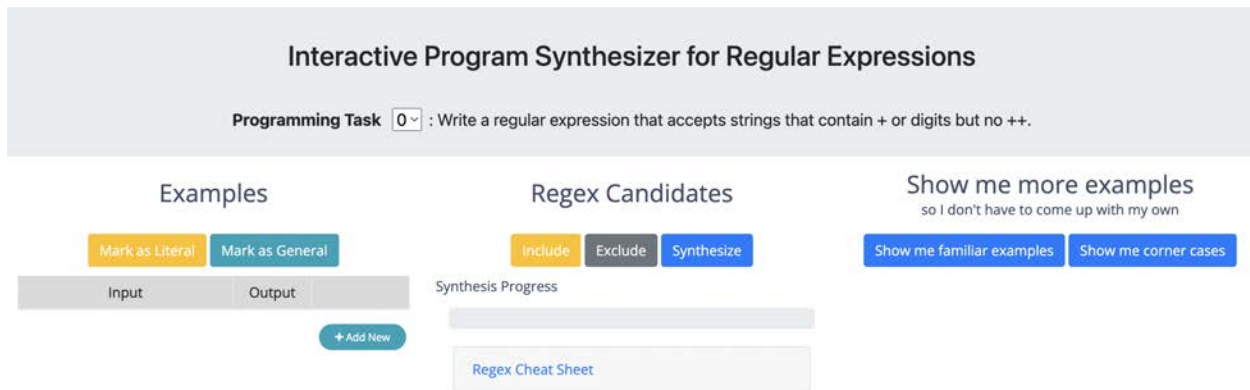 Interactive Program Synthesizer for Regular Expressions
Programming Task 0 : Write a regular expression that accepts strings that contain + or digits but no ++.
Examples
Mark as Literal Mark as General
Input Output
+ Add New
Regex Candidates
Include Exclude Synthesize
Synthesis Progress
Regex Cheat Sheet
Show me more examples
so I don't have to come up with my own
Show me familiar examples Show me corner cases